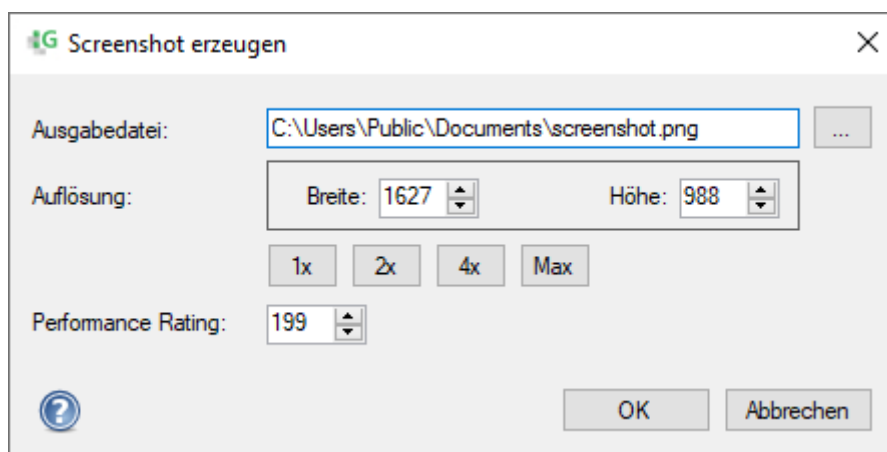 G Screenshot erzeugen
Ausgabedatei: C:\Users\Public\Documents\screenshot.png ...
Auflösung: Breite: 1627 Höhe: 988
1x 2x 4x Max
Performance Rating: 199
? OK Abbrechen